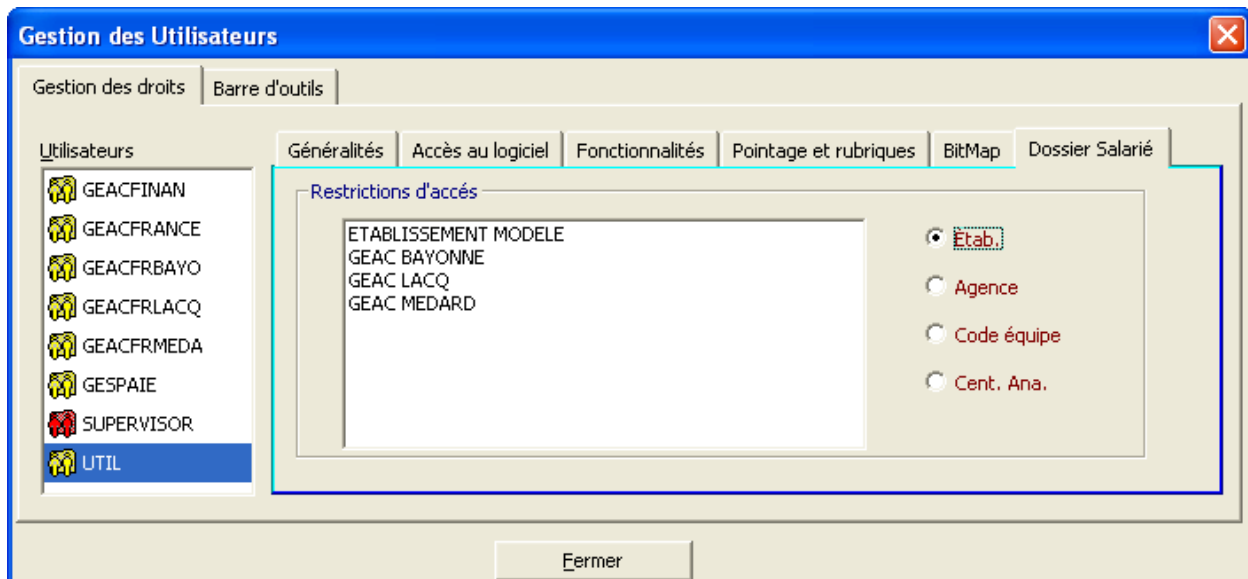 Gestion des Utilisateurs
Gestion des droits Barre d'outils
Utilisateurs
GEACFINAN
GEACFRANCE
GEACFRBAYO
GEACFRLACQ
GEACFRMEDA
GESPAIE
SUPERVISOR
UTIL
Généralités Accès au logiciel Fonctionnalités Pointage et rubriques BitMap Dossier Salarié
Restrictions d'accés
ETABLISSEMENT MODELE
GEAC BAYONNE
GEAC LACQ
GEAC MEDARD
Etab.
Agence
Code équipe
Cent. Ana.
Fermer